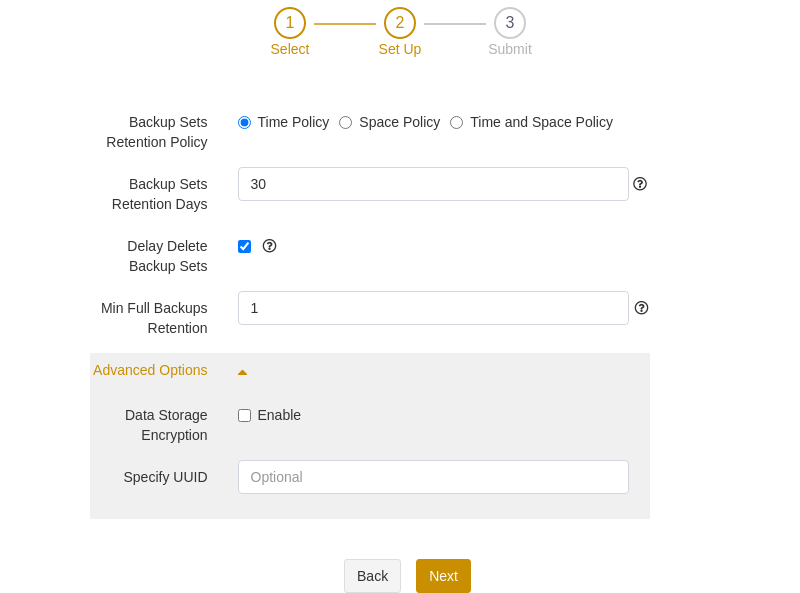 1 2 3
Select Set Up Submit
Backup Sets Retention Policy
Time Policy Space Policy Time and Space Policy
Backup Sets Retention Days
30
Delay Delete Backup Sets
Min Full Backups Retention
1
Advanced Options
Data Storage Encryption
Enable
Specify UUID
Optional
Back Next